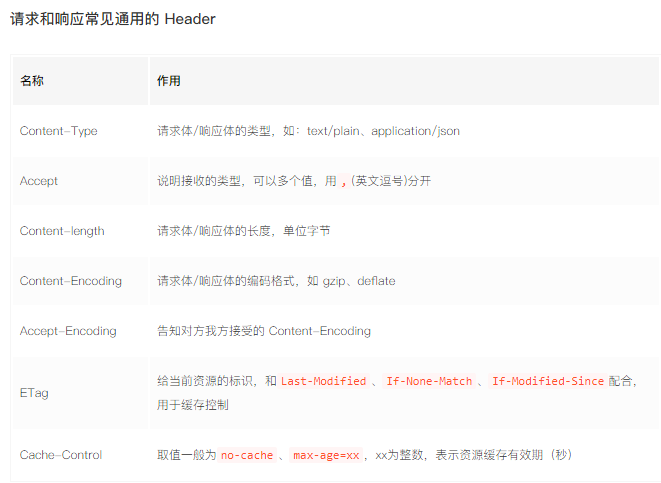 请求和响应常见通用的 Header
名称 作用
Content-Type 请求体/响应体的类型，如：text/plain、application/json
Accept 说明接收的类型，可以多个值，用 , (英文逗号)分开
Content-length 请求体/响应体的长度，单位字节
Content-Encoding 请求体/响应体的编码格式，如 gzip、deflate
Accept-Encoding 告知对方我方接受的 Content-Encoding
ETag 给当前资源的标识，和 Last-Modified 、 If-None-Match 、 If-Modified-Since 配合，
用于缓存控制
Cache-Control 取值一般为 no-cache 、 max-age=xx ，xx为整数，表示资源缓存有效期（秒）